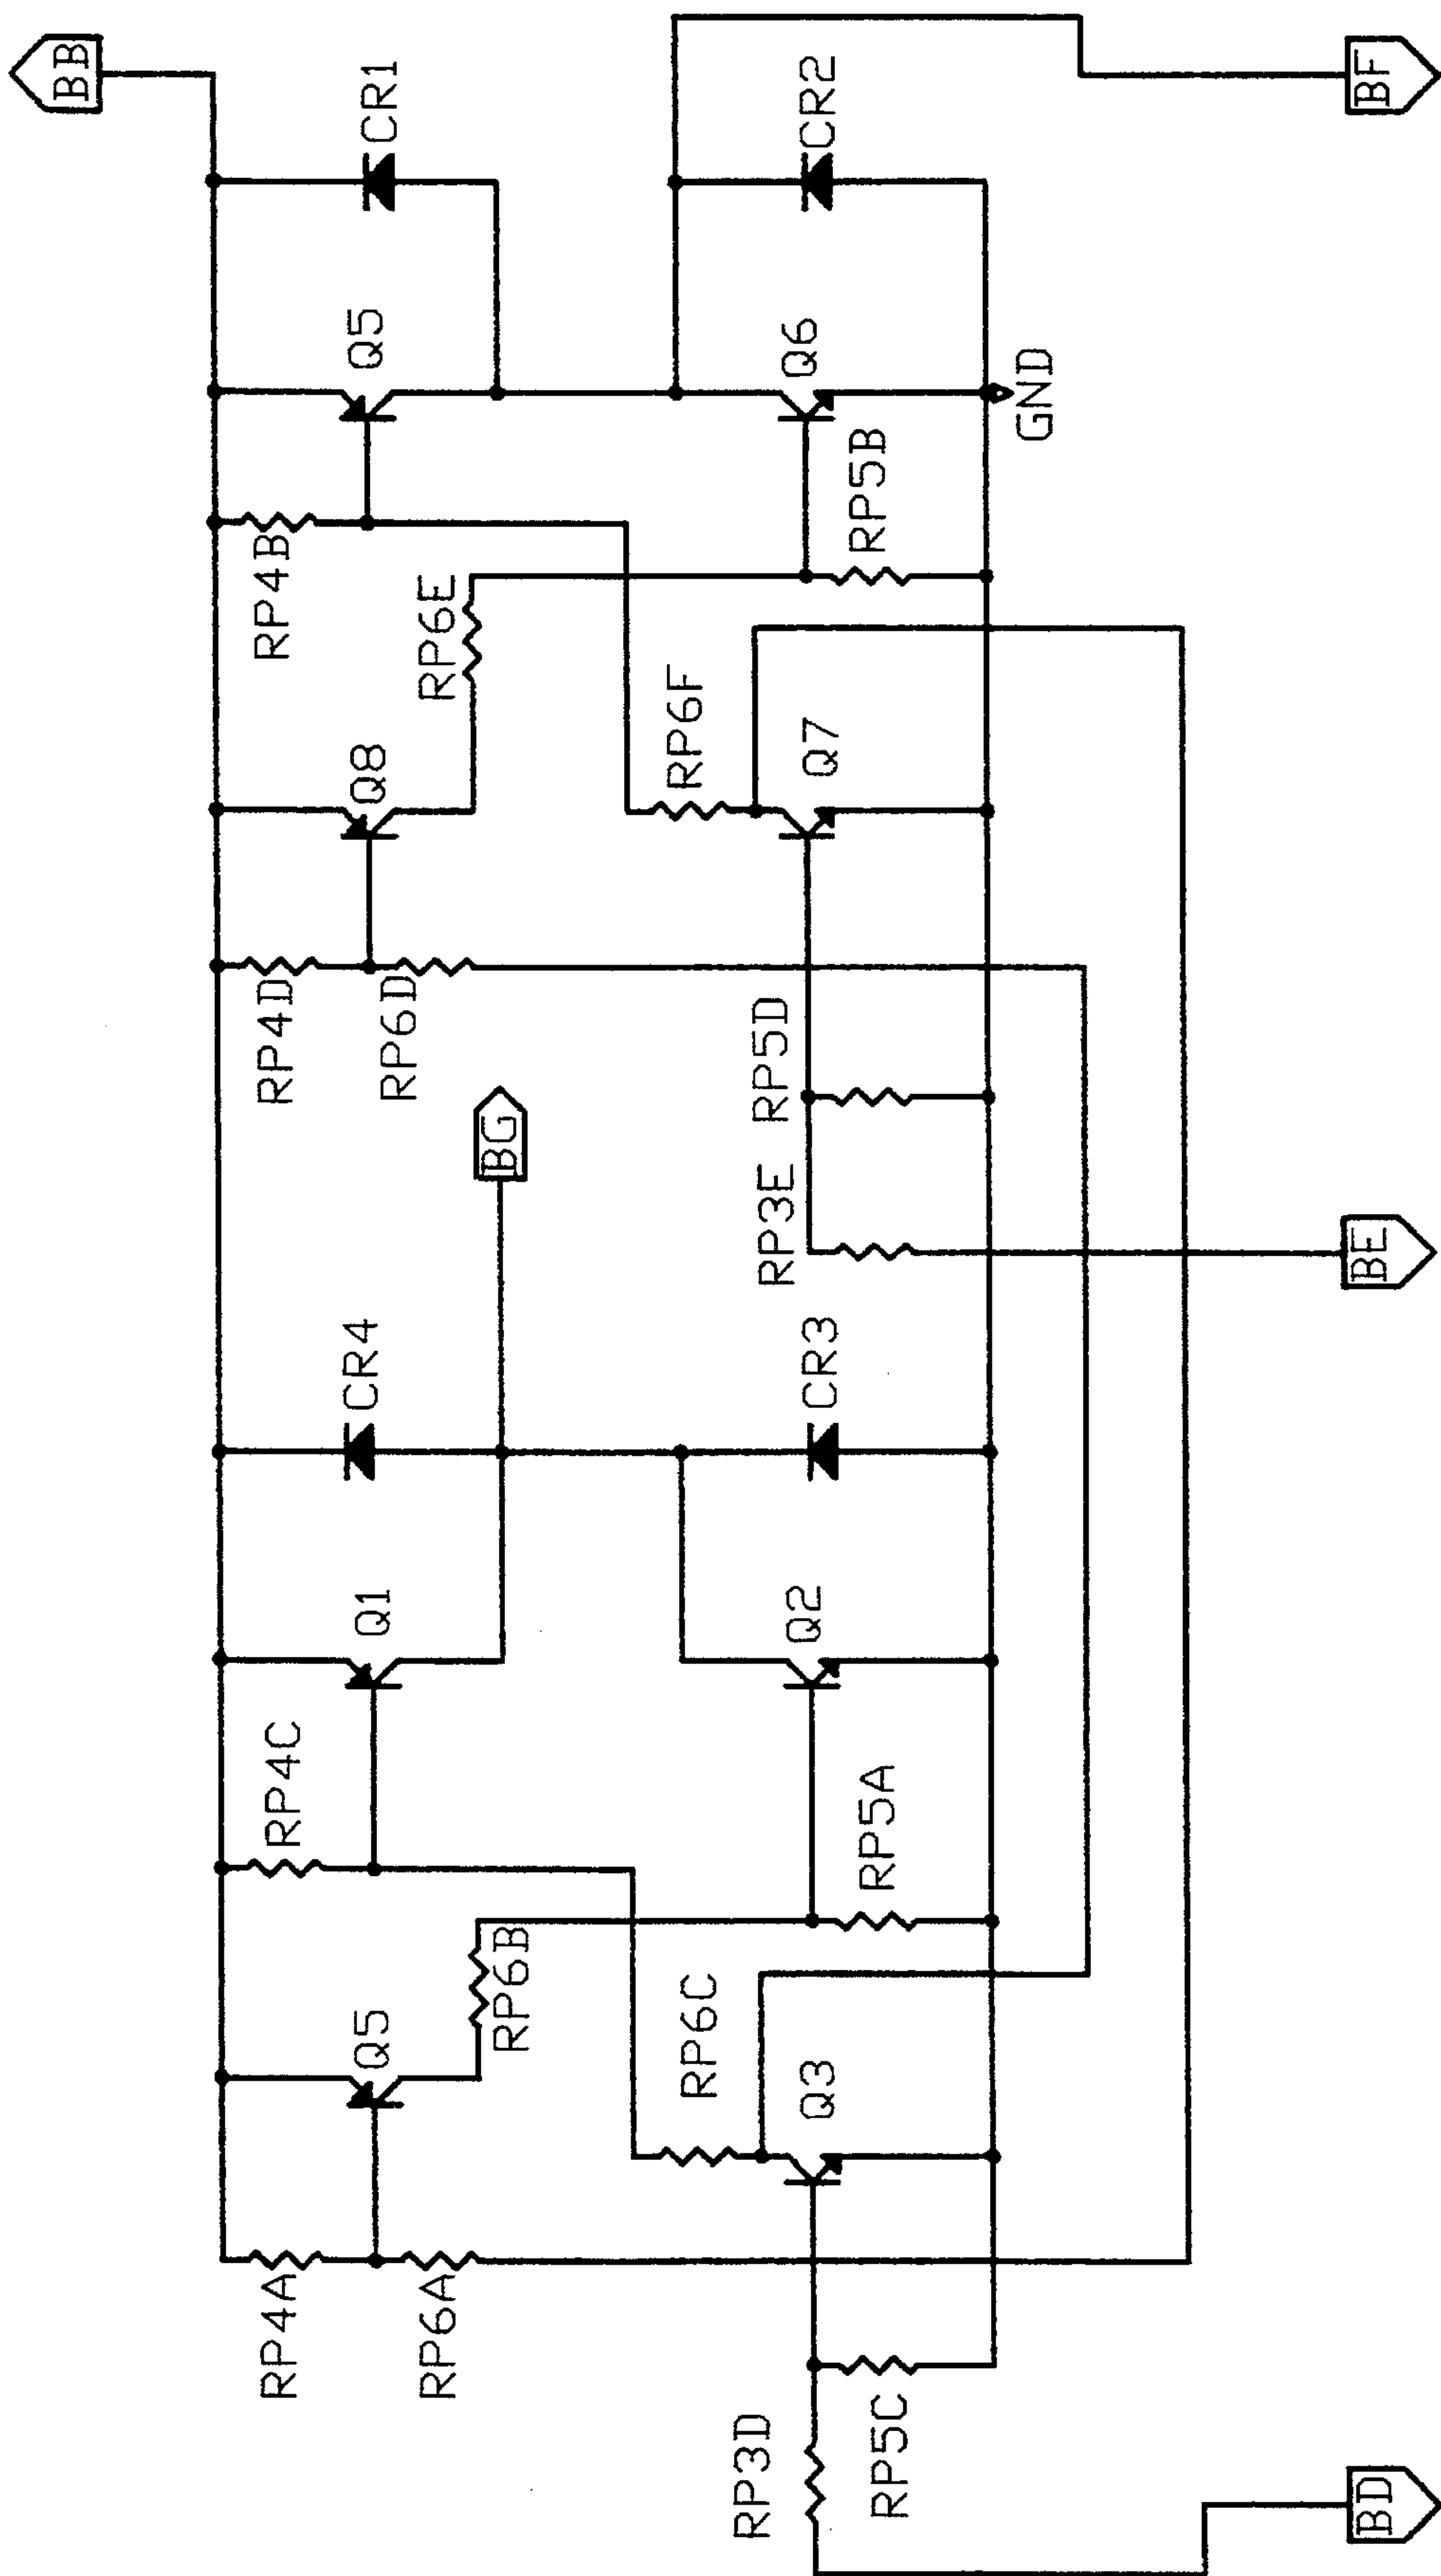 BB
CR1
CR2
BF
Q5
Q6
GND
RP4B
RP5B
RP6E
RP6F
Q8
Q7
RP4D
RP6D
RP5D
BG
RP3E
BE
CR4
CR3
Q1
Q2
RP4C
RP5A
RP6B
RP6C
Q5
Q3
RP4A
RP6A
RP3D
RP5C
BD